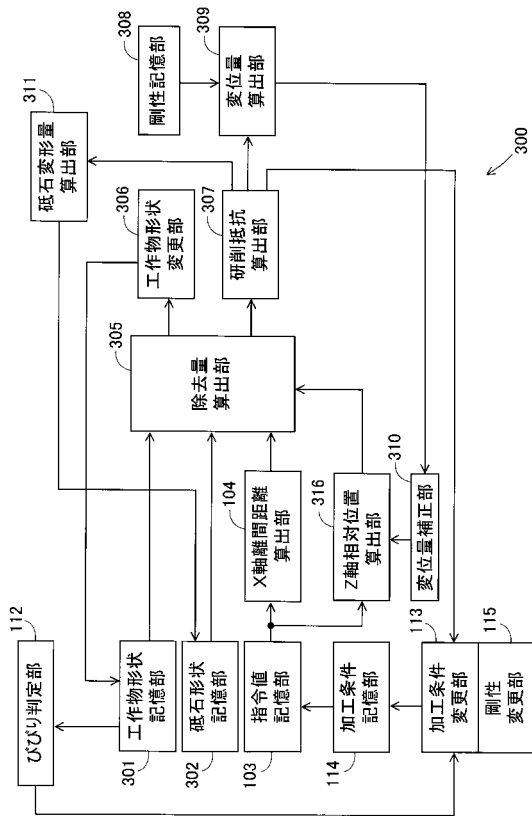 112
びびり判定部
301
工作物形状
記憶部
302
砥石形状
記憶部
103
指令値
記憶部
114
加工条件
記憶部
113
加工条件
変更部
115
剛性
変更部
104
X軸離間距離
算出部
316
Z軸相対位置
算出部
310
変位量補正部
305
除去量
算出部
306
工作物形状
変更部
307
研削抵抗
算出部
311
砥石変形量
算出部
308
剛性記憶部
309
変位量
算出部
300